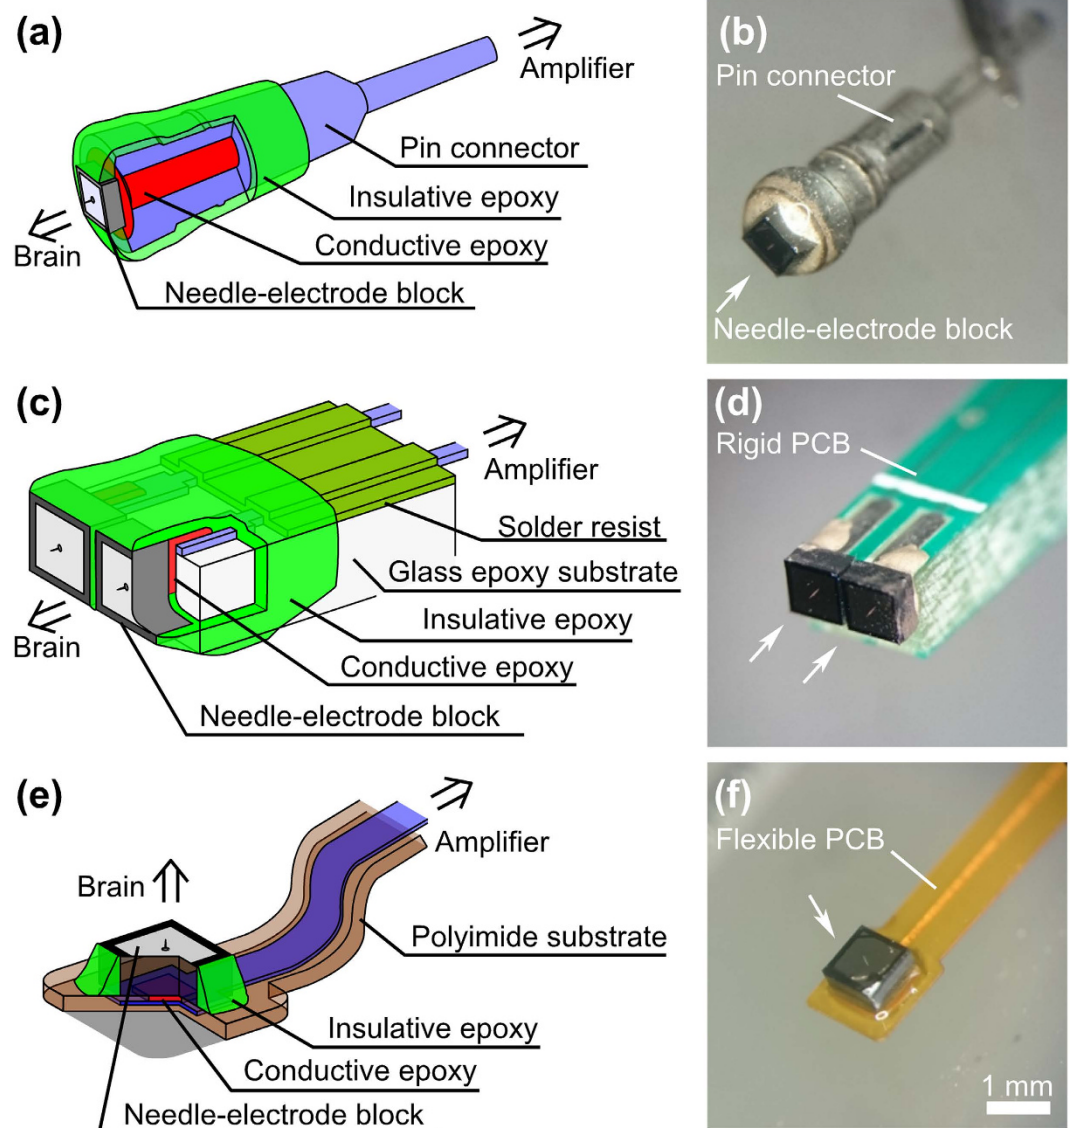 (a)
Amplifier
Pin connector
Insulative epoxy
Conductive epoxy
Brain
Needle-electrode block
(b)
Pin connector
Needle-electrode block
(c)
Amplifier
Solder resist
Glass epoxy substrate
Insulative epoxy
Brain
Conductive epoxy
Needle-electrode block
(d)
Rigid PCB
(e)
Amplifier
Brain
Polyimide substrate
Insulative epoxy
Conductive epoxy
Needle-electrode block
(f)
Flexible PCB
1 mm